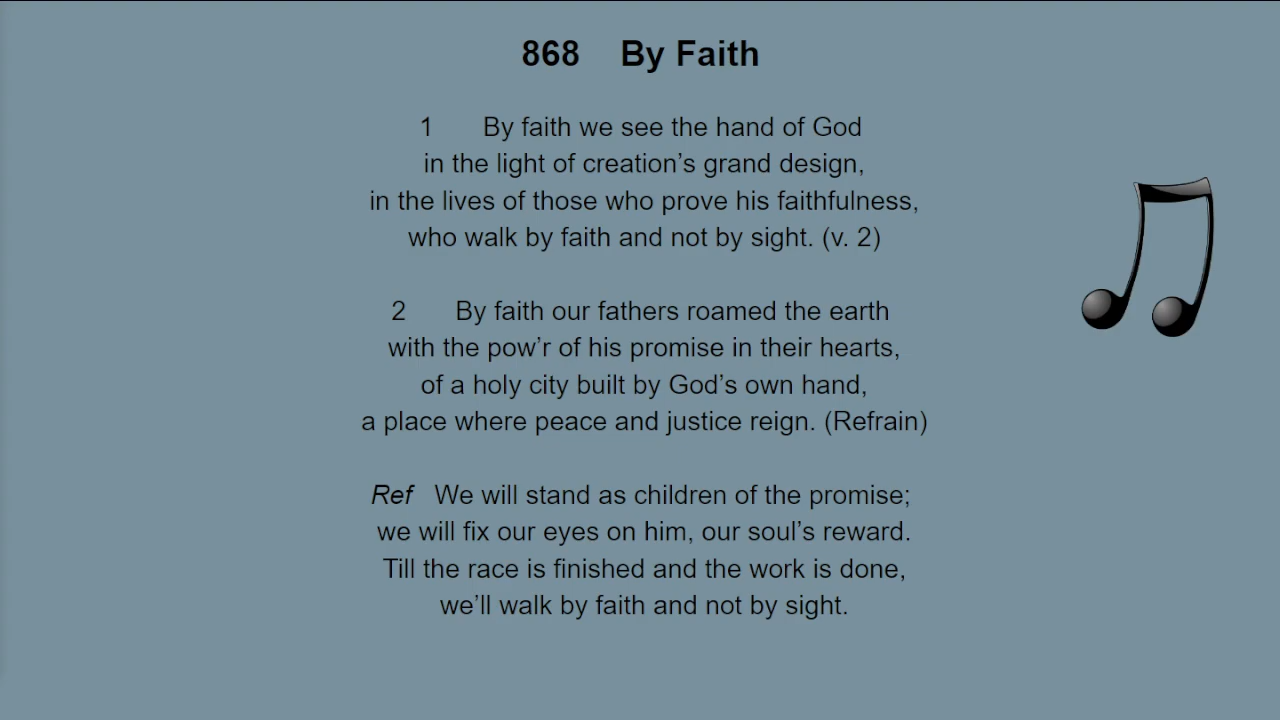 868 By Faith
1 By faith we see the hand of God
in the light of creation’s grand design,
in the lives of those who prove his faithfulness,
who walk by faith and not by sight. (v. 2)
2 By faith our fathers roamed the earth
with the pow’r of his promise in their hearts,
of a holy city built by God’s own hand,
a place where peace and justice reign. (Refrain)
Ref We will stand as children of the promise;
we will fix our eyes on him, our soul’s reward.
Till the race is finished and the work is done,
we’ll walk by faith and not by sight.